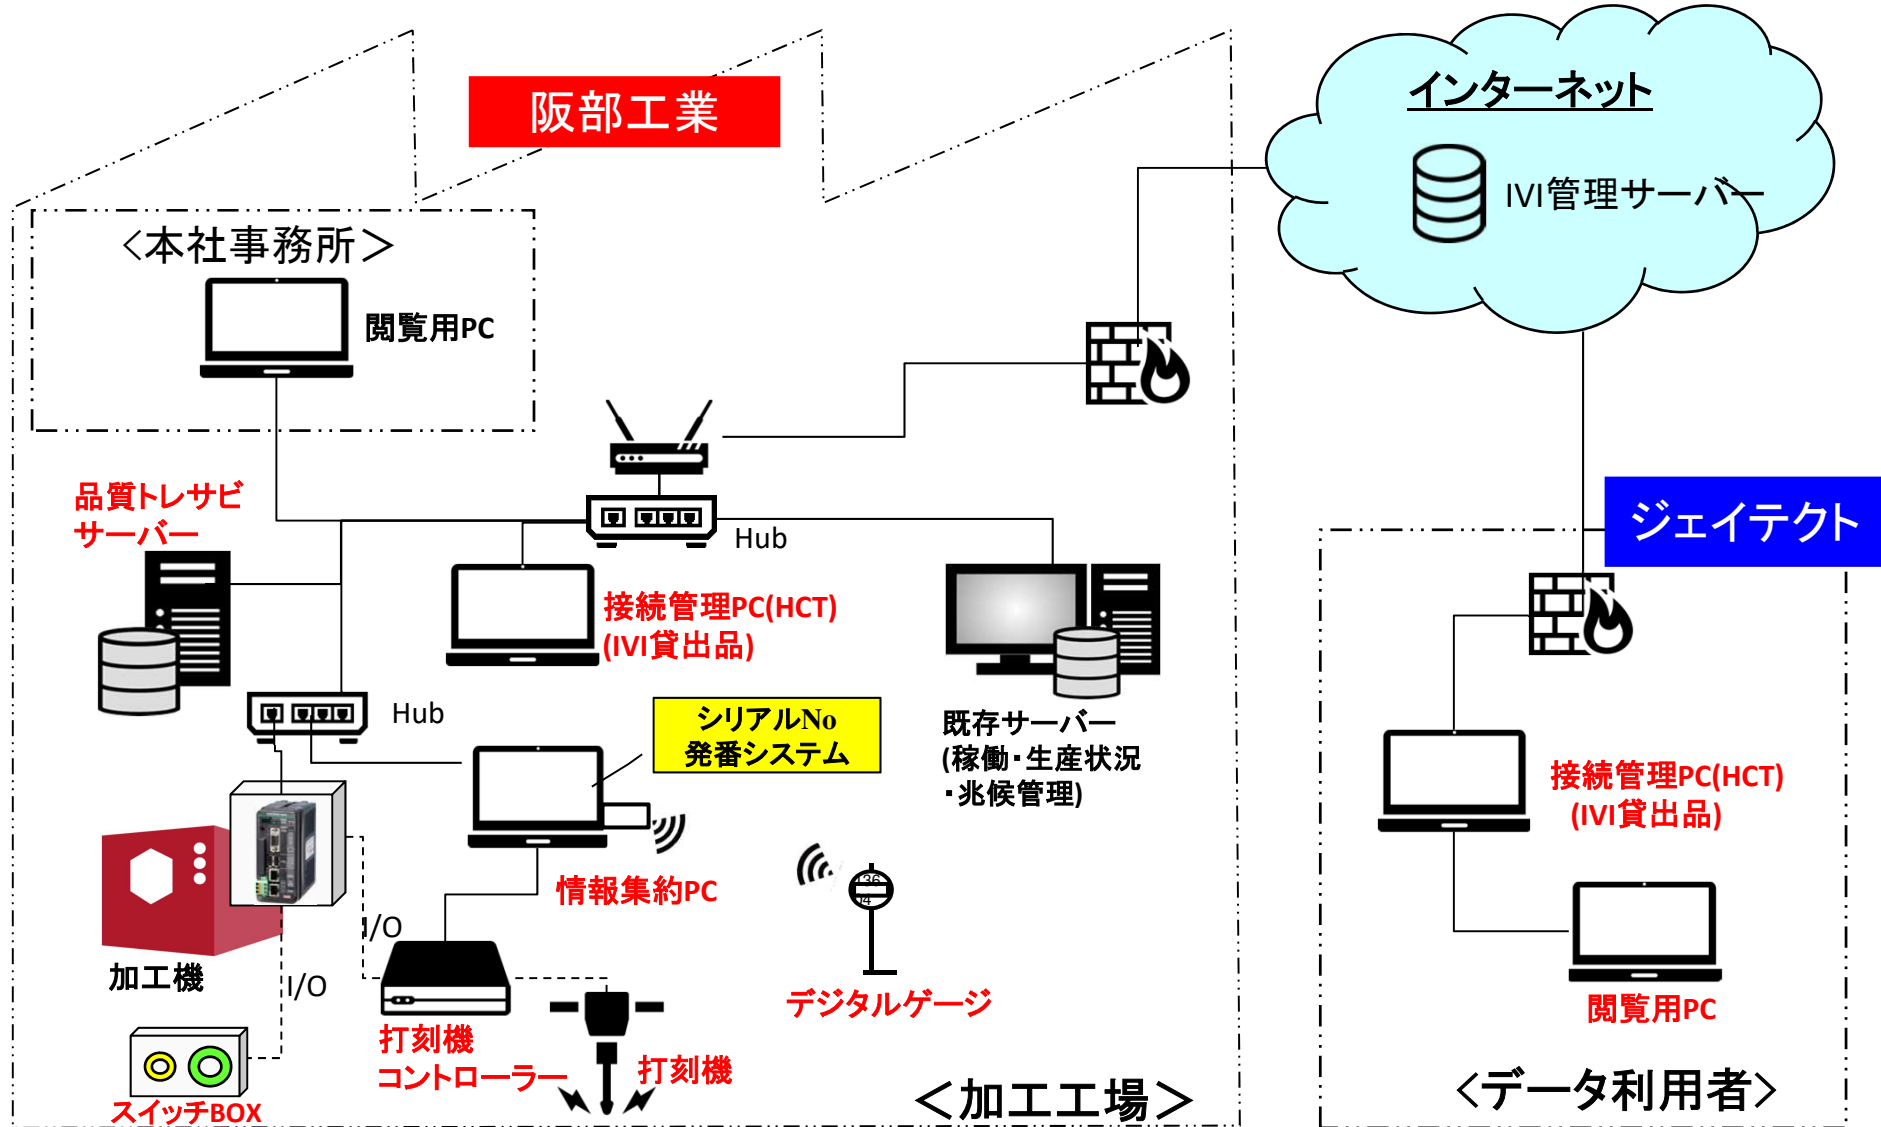 阪部工業
インターネット
IVI管理サーバー
＜本社事務所＞
閲覧用PC
品質トレサビ
サーバー
Hub
接続管理PC(HCT)
(IVI貸出品)
ジェイテクト
Hub
シリアルNo
発番システム
既存サーバー
(稼働・生産状況
・兆候管理)
接続管理PC(HCT)
(IVI貸出品)
情報集約PC
136
04
I/O
加工機
I/O
デジタルゲージ
閲覧用PC
打刻機
コントローラー
打刻機
スイッチBOX
＜加工工場＞
＜データ利用者＞